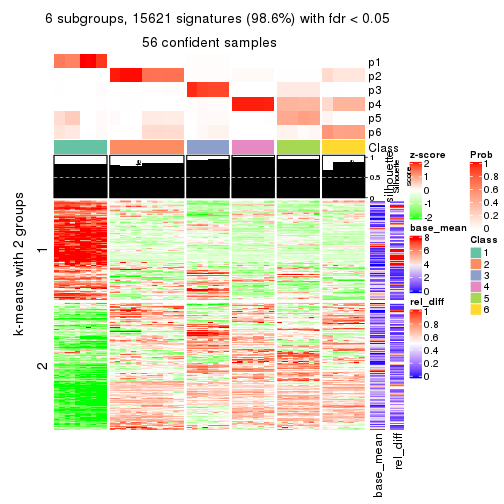 6 subgroups, 15621 signatures (98.6%) with fdr < 0.05
56 confident samples
p1
p2
p3
p4
p5
p6
Class
1
0.5
0
silhouette
Silhouette
score
k-means with 2 groups
1
2
base_mean
rel_diff
z-score
2
1
0
-1
-2
base_mean
8
6
4
2
0
rel_diff
1
0.8
0.6
0.4
0.2
0
Prob
1
0.8
0.6
0.4
0.2
0
Class
1
2
3
4
5
6